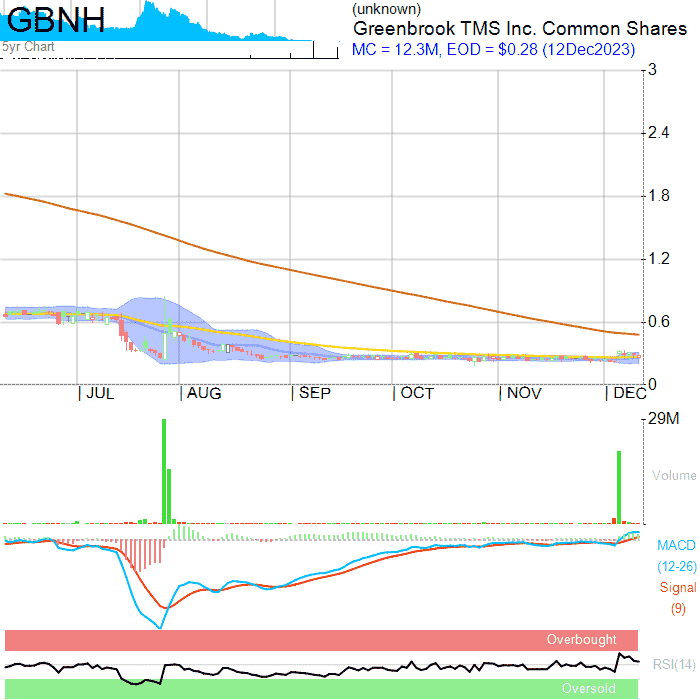 GBNH
5yr Chart
(unknown)
Greenbrook TMS Inc. Common Shares
MC = 12.3M, EOD = $0.28 (12Dec2023)
3
2.4
1.8
1.2
0.6
0
| JUL | AUG | SEP | OCT | NOV | DEC
29M
Volume
MACD
(12-26)
Signal
(9)
Overbought
RSI(14)
Oversold